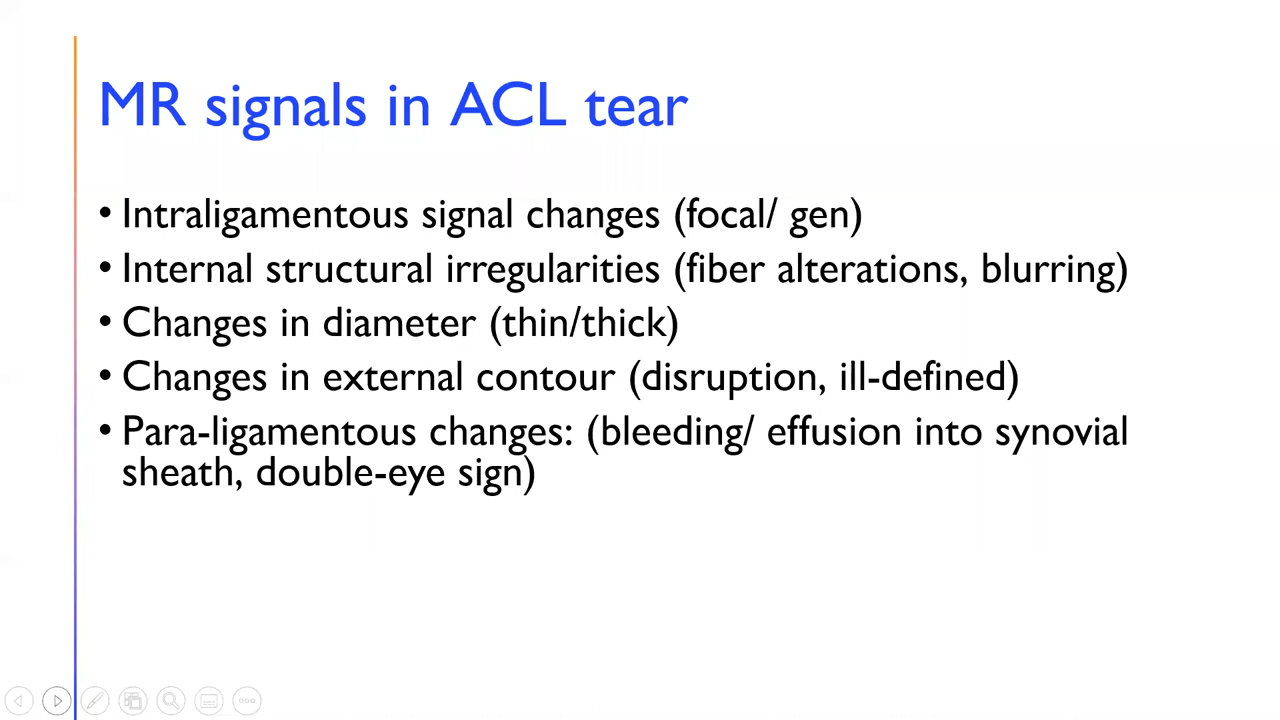 MR signals in ACL tear
• Intraligamentous signal changes (focal/ gen)
• Internal structural irregularities (fiber alterations, blurring)
• Changes in diameter (thin/thick)
• Changes in external contour (disruption, ill-defined)
• Para-ligamentous changes: (bleeding/ effusion into synovial
sheath, double-eye sign)